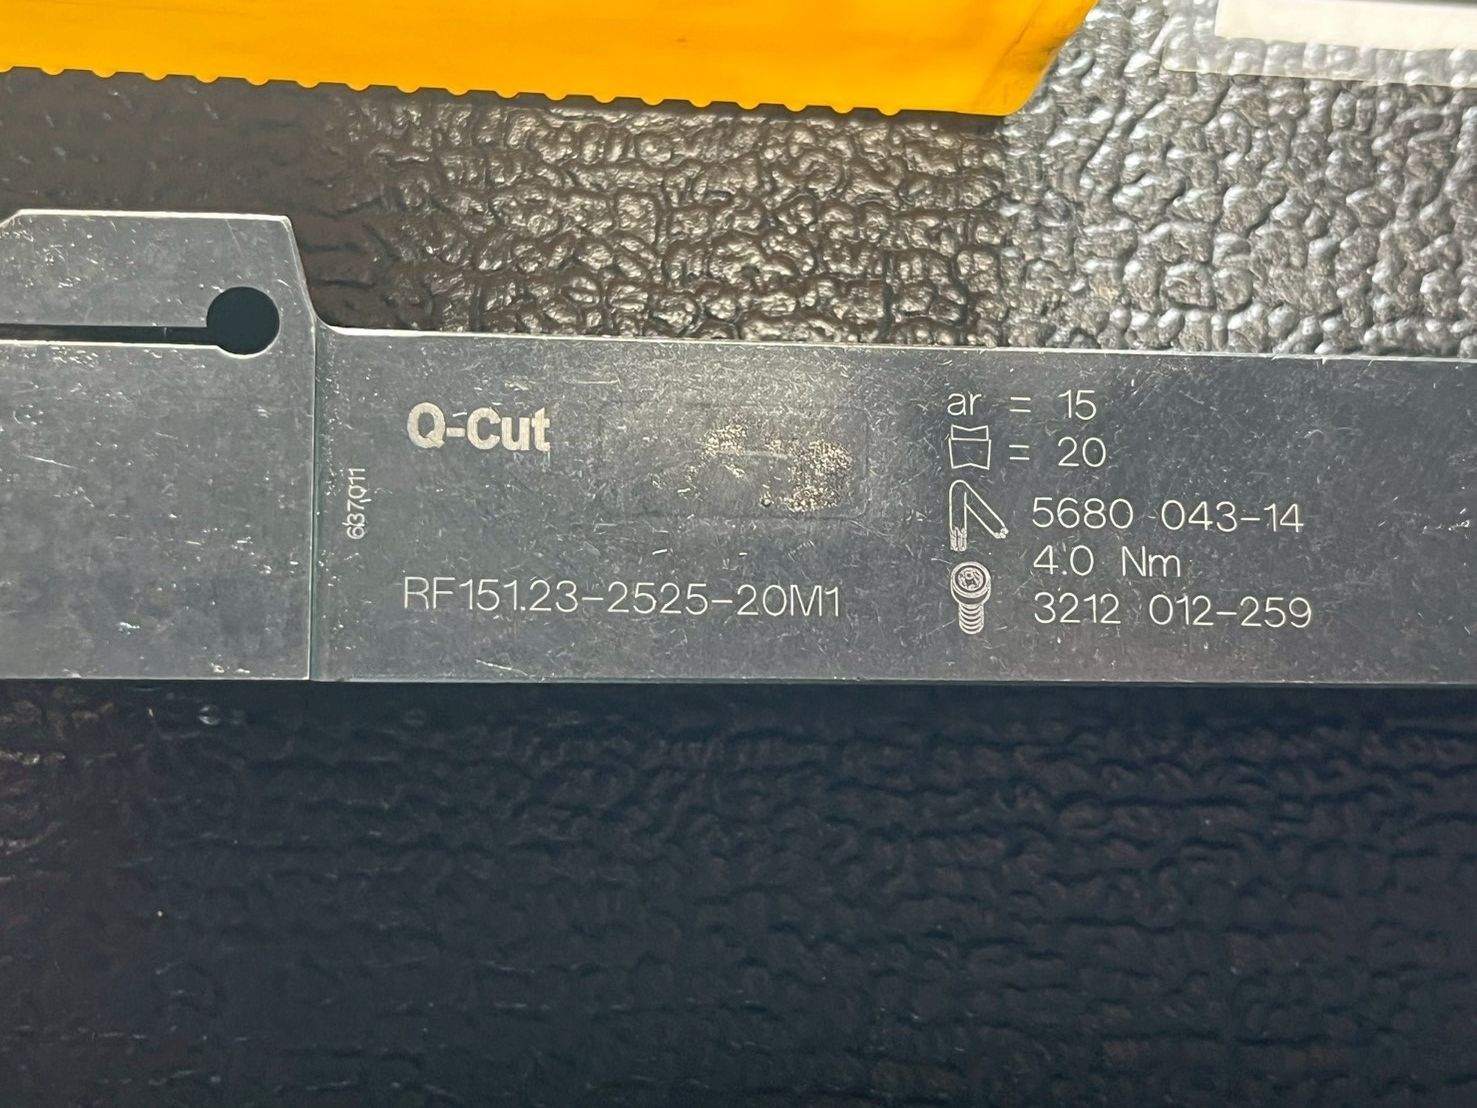 Q-Cut
637011
RF151.23-2525-20M1
ar = 15
= 20
5680 043-14
4.0 Nm
3212 012-259